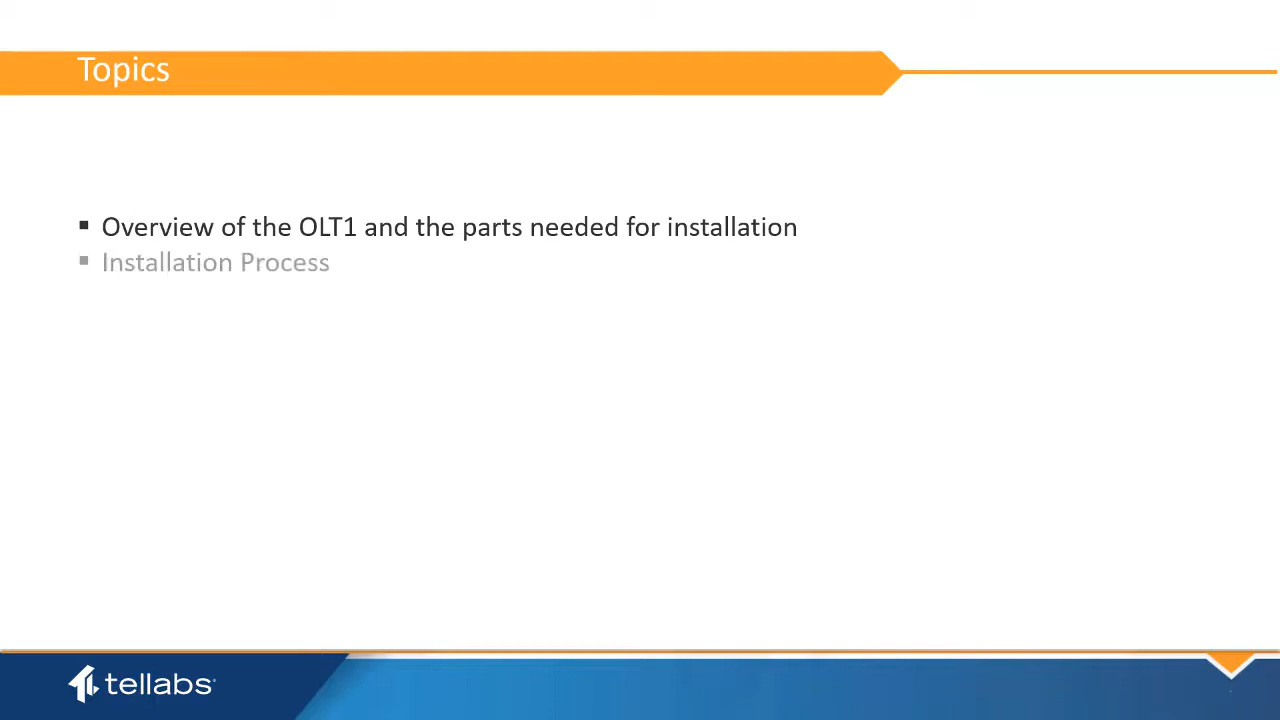 Topics
▪ Overview of the OLT1 and the parts needed for installation
▪ Installation Process
tellabs